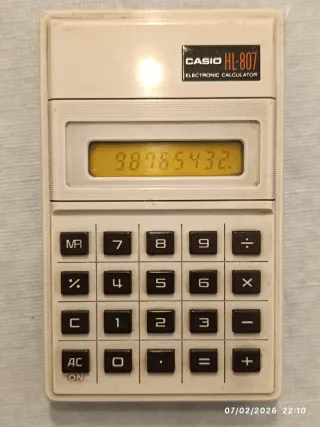 CASIO HL-807
ELECTRONIC CALCULATOR
98765432.
MR 7 8 9 ÷
% 4 5 6 ×
C 1 2 3 −
AC 0 · = +
ON
07/02/2026 22:10